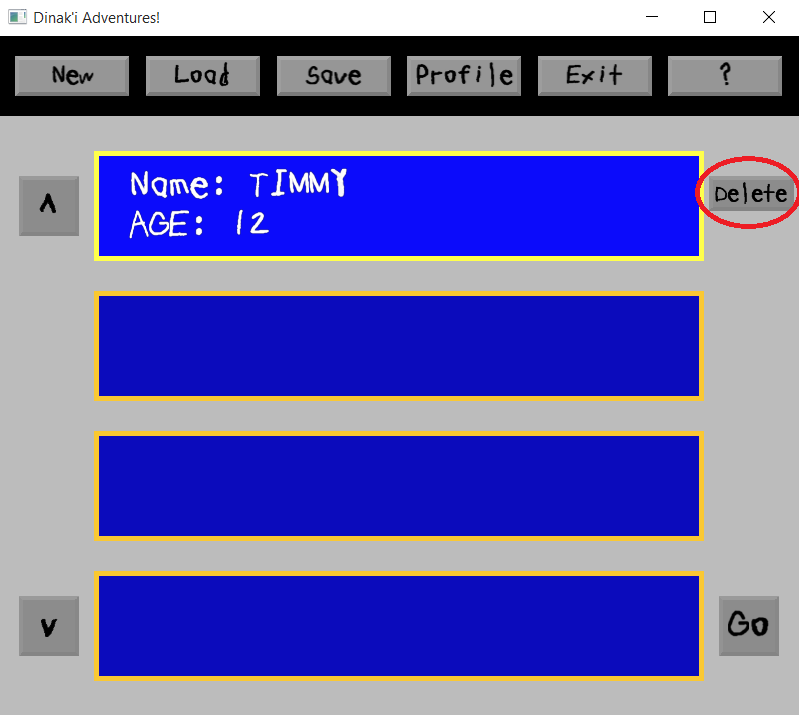 Dinak'i Adventures!
New Load Save Profile Exit ?
Name: TIMMY
AGE: 12
Delete
Go